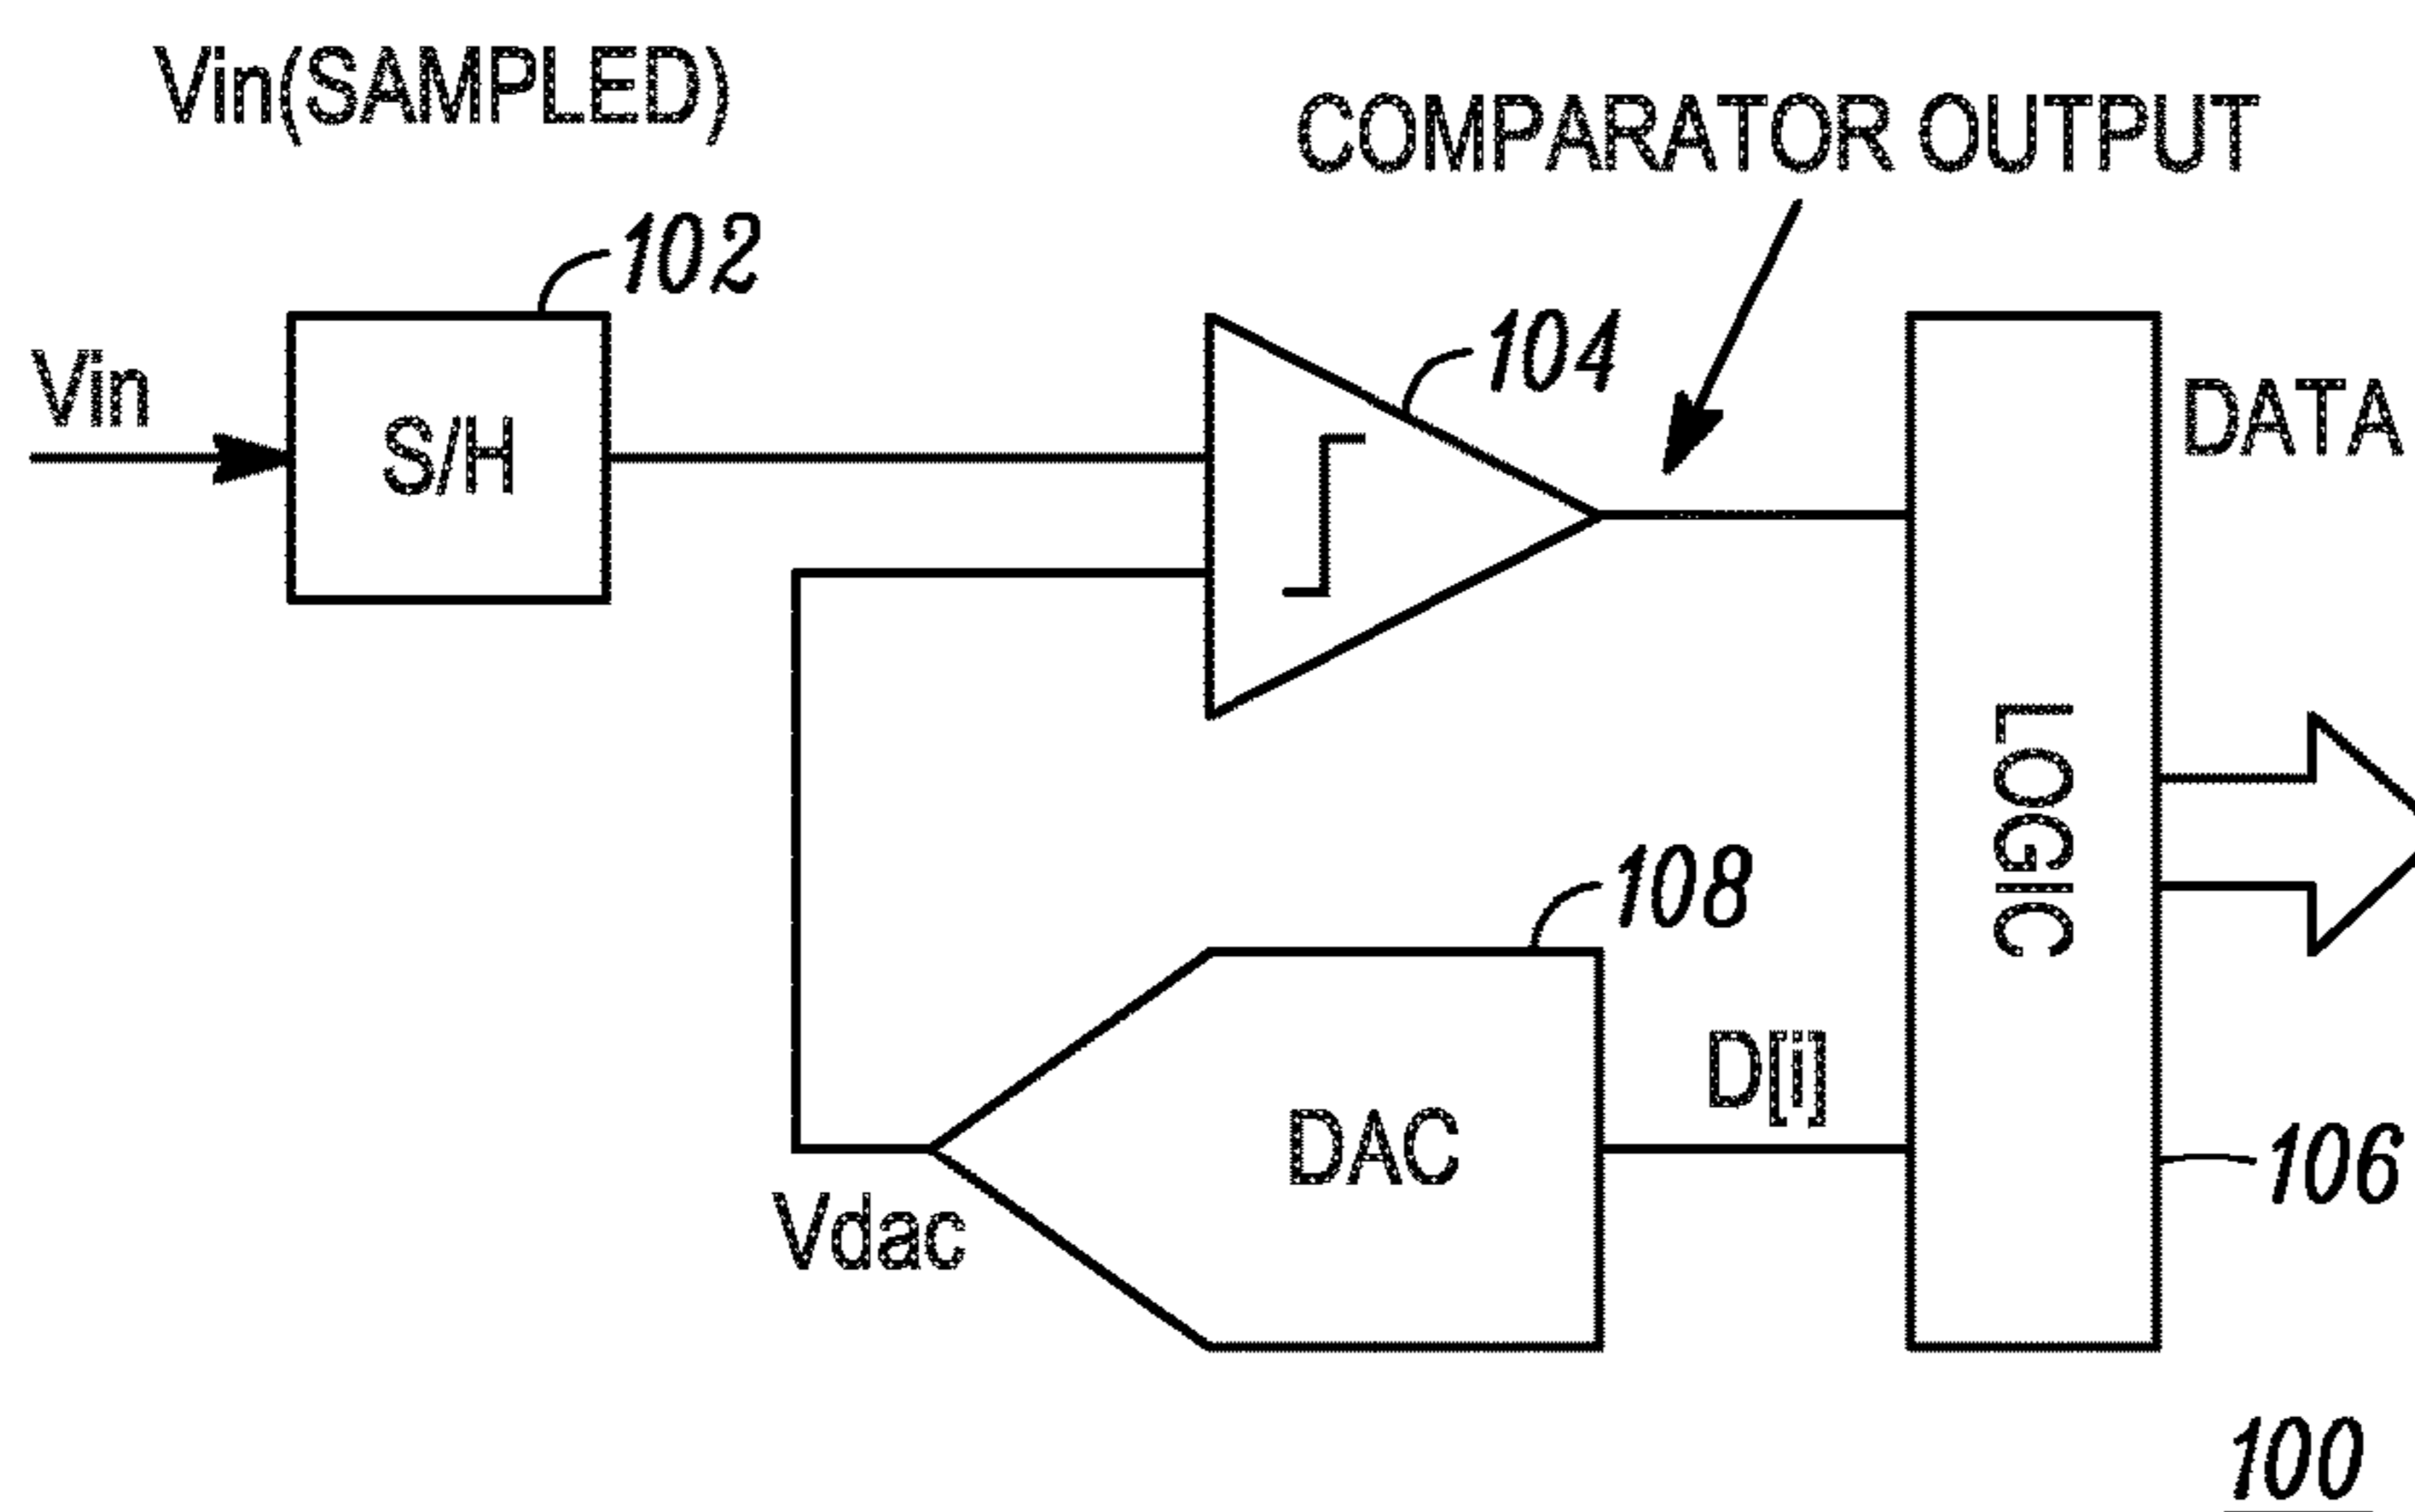 Vin(SAMPLED)
COMPARATOR OUTPUT
102
104
Vin
S/H
DATA
LOGIC
108
D[i]
DAC
106
Vdac
100